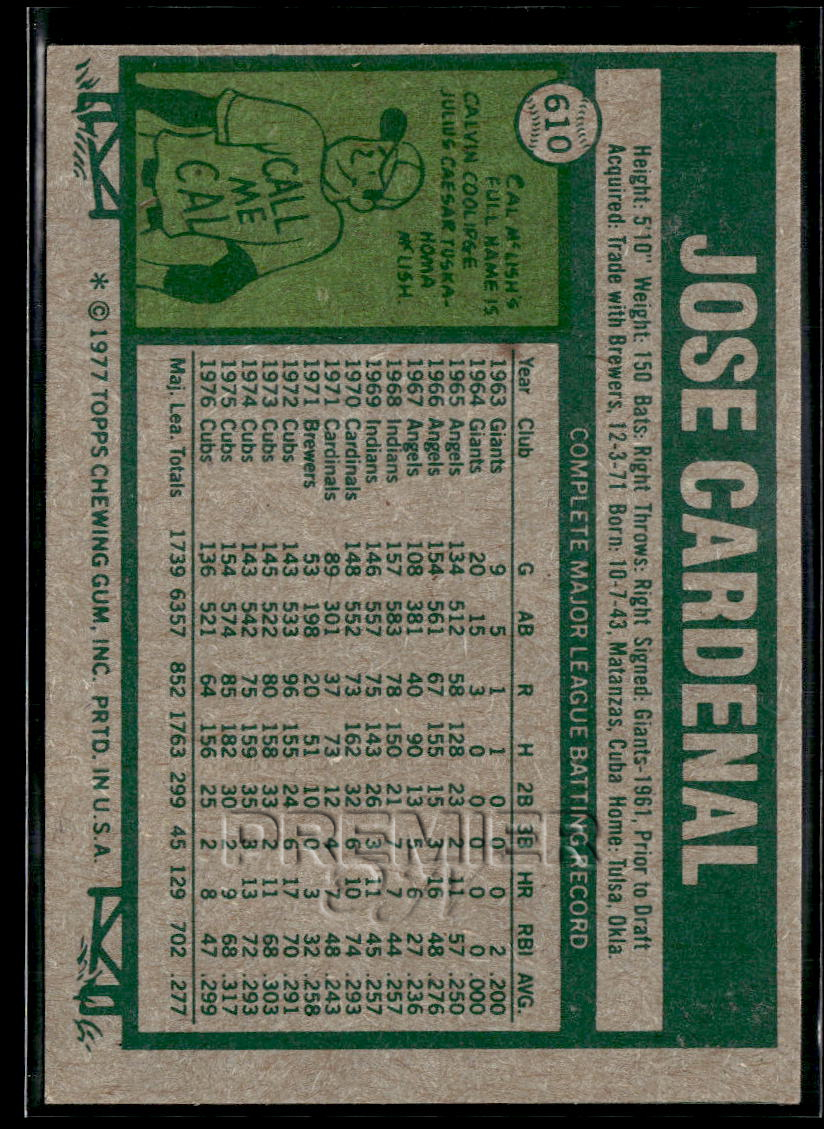 JOSE CARDENAL
Height: 5'10" Weight: 150 Bats: Right Throws: Right Signed: Giants-1961, Prior to Draft
Acquired: Trade with Brewers, 12-3-71 Born: 10-7-43, Matanzas, Cuba Home: Tulsa, Okla.
610
CAL McLISH'S
FULL NAME IS
CALVIN COOLIDGE
JULIUS CAESAR TUSKA-
HOMA
McLISH.
CALL
ME
CAL
COMPLETE MAJOR LEAGUE BATTING RECORD
Year Club G AB R H 2B 3B HR RBI AVG.
1963 Giants 9 5 1 1 0 0 0 2 .200
1964 Giants 20 15 3 0 0 0 0 0 .000
1965 Angels 134 512 58 128 23 2 11 57 .250
1966 Angels 154 561 67 155 15 3 16 48 .276
1967 Angels 108 381 40 90 13 5 6 27 .236
1968 Indians 157 583 78 150 21 7 7 44 .257
1969 Indians 146 557 75 143 26 3 11 45 .257
1970 Cardinals 148 552 73 162 32 6 10 74 .293
1971 Cardinals 89 301 37 73 12 4 7 48 .243
1971 Brewers 53 198 20 51 10 0 3 32 .258
1972 Cubs 143 533 96 155 24 6 17 70 .291
1973 Cubs 145 522 80 158 33 2 11 68 .303
1974 Cubs 143 542 75 159 35 3 13 72 .293
1975 Cubs 154 574 85 182 30 2 9 68 .317
1976 Cubs 136 521 64 156 25 2 8 47 .299
Maj. Lea. Totals 1739 6357 852 1763 299 45 129 702 .277
* © 1977 TOPPS CHEWING GUM, INC. PRTD. IN U.S.A.
PREMIER